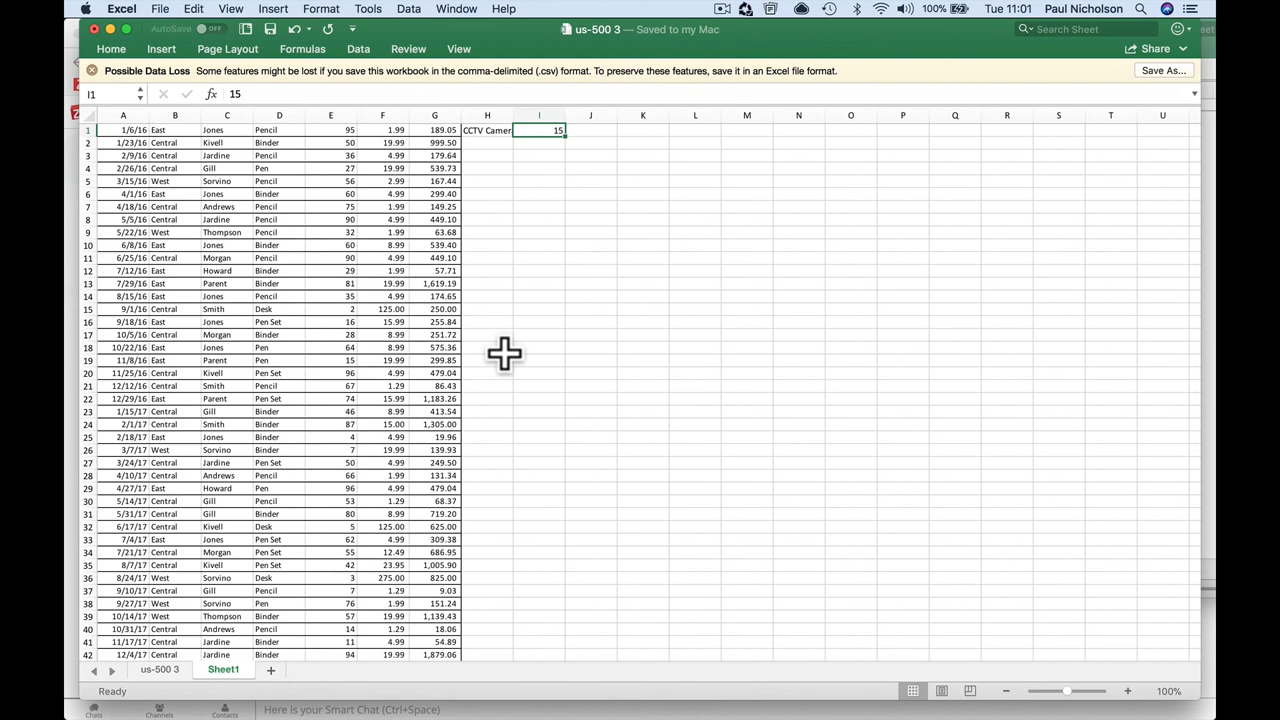 Excel File Edit View Insert Format Tools Data Window Help 100% Tue 11:01 Paul Nicholson
AutoSave OFF us-500 3 — Saved to my Mac Search Sheet
Home Insert Page Layout Formulas Data Review View Share
Possible Data Loss Some features might be lost if you save this workbook in the comma-delimited (.csv) format. To preserve these features, save it in an Excel file format. Save As...
I1 fx 15
A B C D E F G H I J K L M N O P Q R S T U
1 1/6/16 East Jones Pencil 95 1.99 189.05 CCTV Camer 15
2 1/23/16 Central Kivell Binder 50 19.99 999.50
3 2/9/16 Central Jardine Pencil 36 4.99 179.64
4 2/26/16 Central Gill Pen 27 19.99 539.73
5 3/15/16 West Sorvino Pencil 56 2.99 167.44
6 4/1/16 East Jones Binder 60 4.99 299.40
7 4/18/16 Central Andrews Pencil 75 1.99 149.25
8 5/5/16 Central Jardine Pencil 90 4.99 449.10
9 5/22/16 West Thompson Pencil 32 1.99 63.68
10 6/8/16 East Jones Binder 60 8.99 539.40
11 6/25/16 Central Morgan Pencil 90 4.99 449.10
12 7/12/16 East Howard Binder 29 1.99 57.71
13 7/29/16 East Parent Binder 81 19.99 1,619.19
14 8/15/16 East Jones Pencil 35 4.99 174.65
15 9/1/16 Central Smith Desk 2 125.00 250.00
16 9/18/16 East Jones Pen Set 16 15.99 255.84
17 10/5/16 Central Morgan Binder 28 8.99 251.72
18 10/22/16 East Jones Pen 64 8.99 575.36
19 11/8/16 East Parent Pen 15 19.99 299.85
20 11/25/16 Central Kivell Pen Set 96 4.99 479.04
21 12/12/16 Central Smith Pencil 67 1.29 86.43
22 12/29/16 East Parent Pen Set 74 15.99 1,183.26
23 1/15/17 Central Gill Binder 46 8.99 413.54
24 2/1/17 Central Smith Binder 87 15.00 1,305.00
25 2/18/17 East Jones Binder 4 4.99 19.96
26 3/7/17 West Sorvino Binder 7 19.99 139.93
27 3/24/17 Central Jardine Pen Set 50 4.99 249.50
28 4/10/17 Central Andrews Pencil 66 1.99 131.34
29 4/27/17 East Howard Pen 96 4.99 479.04
30 5/14/17 Central Gill Pencil 53 1.29 68.37
31 5/31/17 Central Gill Binder 80 8.99 719.20
32 6/17/17 Central Kivell Desk 5 125.00 625.00
33 7/4/17 East Jones Pen Set 62 4.99 309.38
34 7/21/17 Central Morgan Pen Set 55 12.49 686.95
35 8/7/17 Central Kivell Pen Set 42 23.95 1,005.90
36 8/24/17 West Sorvino Desk 3 275.00 825.00
37 9/10/17 Central Gill Pencil 7 1.29 9.03
38 9/27/17 West Sorvino Pen 76 1.99 151.24
39 10/14/17 West Thompson Binder 57 19.99 1,139.43
40 10/31/17 Central Andrews Pencil 14 1.29 18.06
41 11/17/17 Central Jardine Binder 11 4.99 54.89
42 12/4/17 Central Jardine Binder 94 19.99 1,879.06
us-500 3 Sheet1 +
Ready 100%
Chats Channels Contacts Here is your Smart Chat (Ctrl+Space)